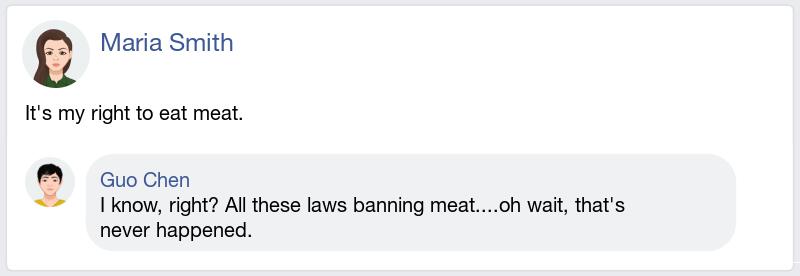 Maria Smith
It's my right to eat meat.
Guo Chen
I know, right? All these laws banning meat....oh wait, that's
never happened.